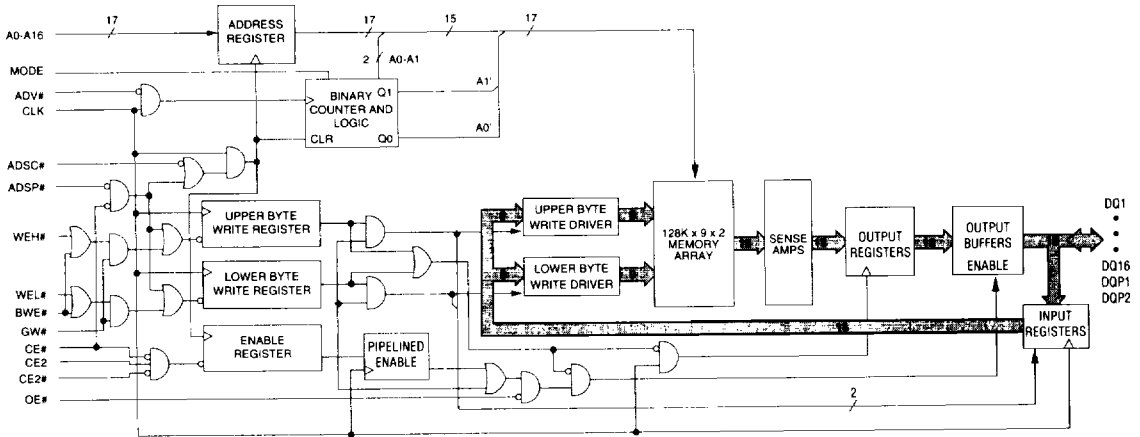 17
ADDRESS
REGISTER
17
15
17
A0-A16
2
A0-A1
MODE
ADV#
CLK
BINARY
COUNTER AND
LOGIC
Q1
CLR
Q0
A1'
A0'
ADSC#
ADSP#
WEH#
UPPER BYTE
WRITE REGISTER
LOWER BYTE
WRITE REGISTER
WEL#
BWE#
GW#
CE#
CE2
CE2#
OE#
ENABLE
REGISTER
PIPELINED
ENABLE
UPPER BYTE
WRITE DRIVER
LOWER BYTE
WRITE DRIVER
128K x 9 x 2
MEMORY
ARRAY
SENSE
AMPS
OUTPUT
REGISTERS
OUTPUT
BUFFERS
ENABLE
DQ1
DQ16
DQP1
DQP2
INPUT
REGISTERS
18
2